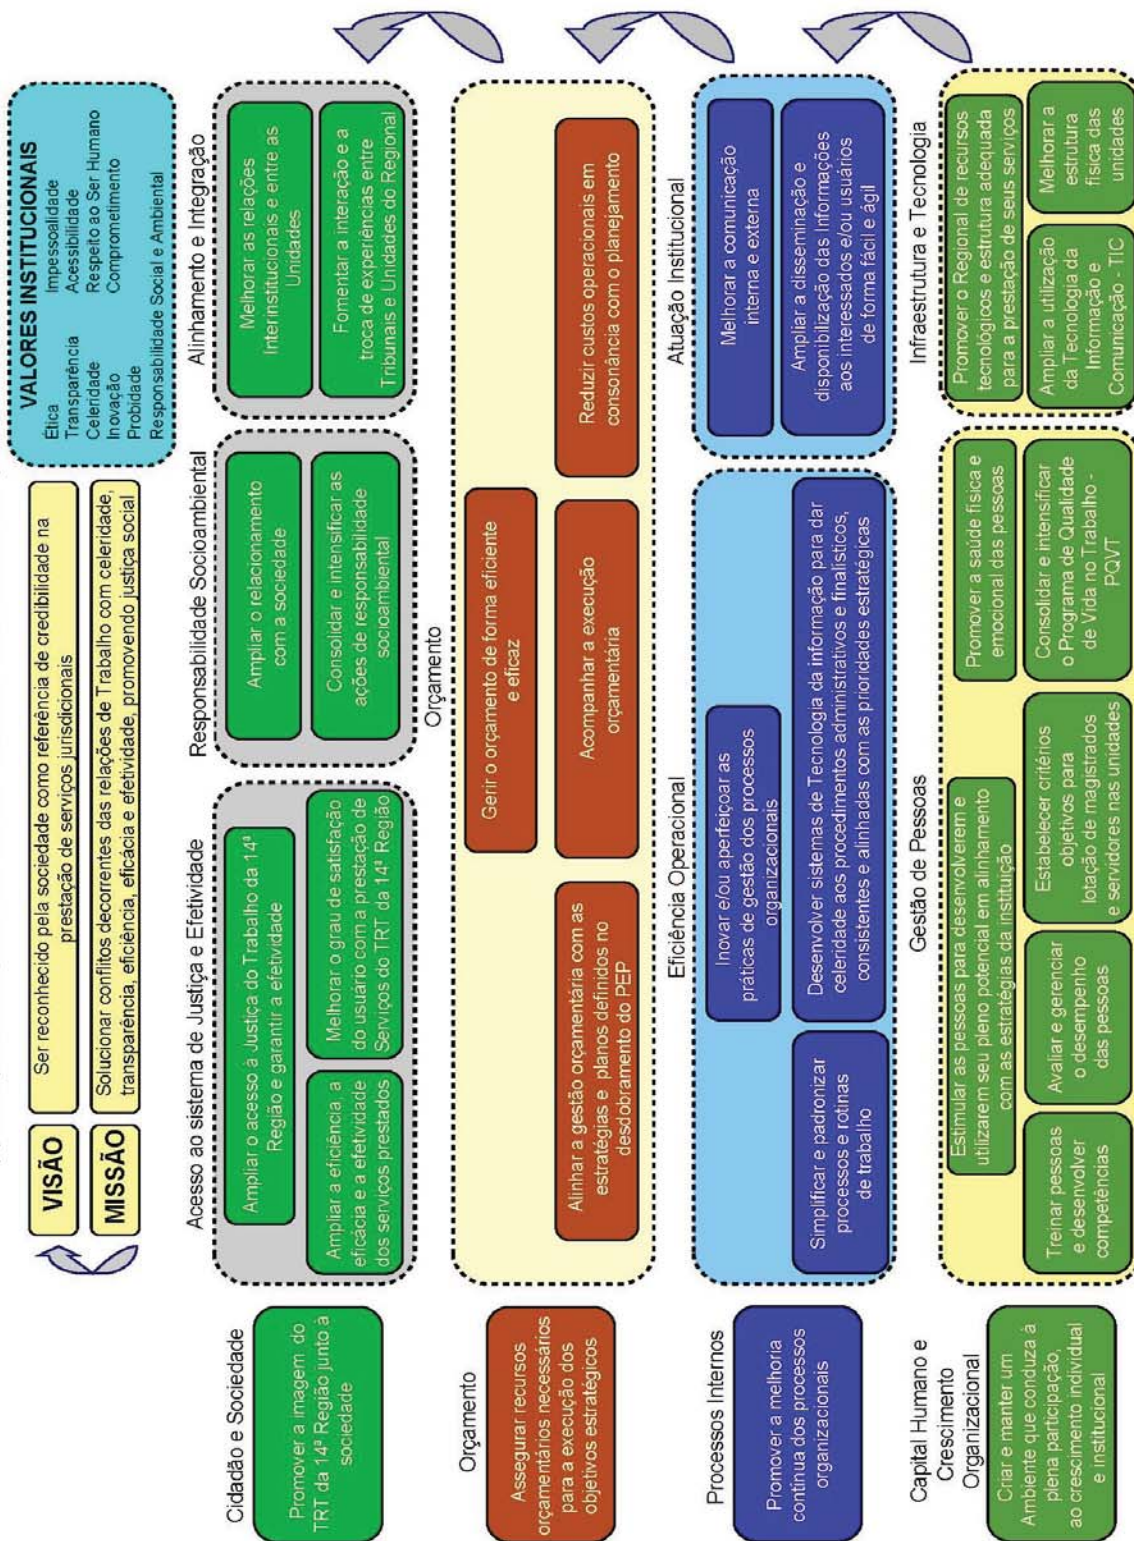 VISÃO
Ser reconhecido pela sociedade como referência de credibilidade na
prestação de serviços jurisdicionais
MISSÃO
Solucionar conflitos decorrentes das relações de Trabalho com celeridade,
transparência, eficiência, eficácia e efetividade, promovendo justiça social
VALORES INSTITUCIONAIS
Ética Impessoalidade
Transparência Acessibilidade
Celeridade Respeito ao Ser Humano
Inovação Comprometimento
Probidade
Responsabilidade Social e Ambiental
Cidadão e Sociedade
Promover a imagem do
TRT da 14ª Região junto à
sociedade
Acesso ao sistema de Justiça e Efetividade
Ampliar o acesso à Justiça do Trabalho da 14ª
Região e garantir a efetividade
Ampliar a eficiência, a
eficácia e a efetividade
dos serviços prestados
Melhorar o grau de satisfação
do usuário com a prestação de
Serviços do TRT da 14ª Região
Responsabilidade Socioambiental
Ampliar o relacionamento
com a sociedade
Consolidar e intensificar as
ações de responsabilidade
socioambiental
Alinhamento e Integração
Melhorar as relações
Interinstitucionais e entre as
Unidades
Fomentar a interação e a
troca de experiências entre
Tribunais e Unidades do Regional
Orçamento
Assegurar recursos
orçamentários necessários
para a execução dos
objetivos estratégicos
Orçamento
Gerir o orçamento de forma eficiente
e eficaz
Alinhar a gestão orçamentária com as
estratégias e planos definidos no
desdobramento do PEP
Acompanhar a execução
orçamentária
Reduzir custos operacionais em
consonância com o planejamento
Processos Internos
Promover a melhoria
continua dos processos
organizacionais
Eficiência Operacional
Inovar e/ou aperfeiçoar as
práticas de gestão dos processos
organizacionais
Simplificar e padronizar
processos e rotinas
de trabalho
Desenvolver sistemas de Tecnologia da informação para dar
celeridade aos procedimentos administrativos e finalísticos,
consistentes e alinhadas com as prioridades estratégicas
Atuação Institucional
Melhorar a comunicação
interna e externa
Ampliar a disseminação e
disponibilização das Informações
aos interessados e/ou usuários
de forma fácil e ágil
Capital Humano e
Crescimento
Organizacional
Criar e manter um
Ambiente que conduza à
plena participação,
ao crescimento individual
e institucional
Gestão de Pessoas
Estimular as pessoas para desenvolverem e
utilizarem seu pleno potencial em alinhamento
com as estratégias da instituição
Promover a saúde física e
emocional das pessoas
Treinar pessoas
e desenvolver
competências
Avaliar e gerenciar
o desempenho
das pessoas
Estabelecer critérios
objetivos para
lotação de magistrados
e servidores nas unidades
Consolidar e intensificar
o Programa de Qualidade
de Vida no Trabalho -
PQVT
Infraestrutura e Tecnologia
Promover o Regional de recursos
tecnológicos e estrutura adequada
para a prestação de seus serviços
Ampliar a utilização
da Tecnologia da
Informação e
Comunicação - TIC
Melhorar a
estrutura
física das
unidades